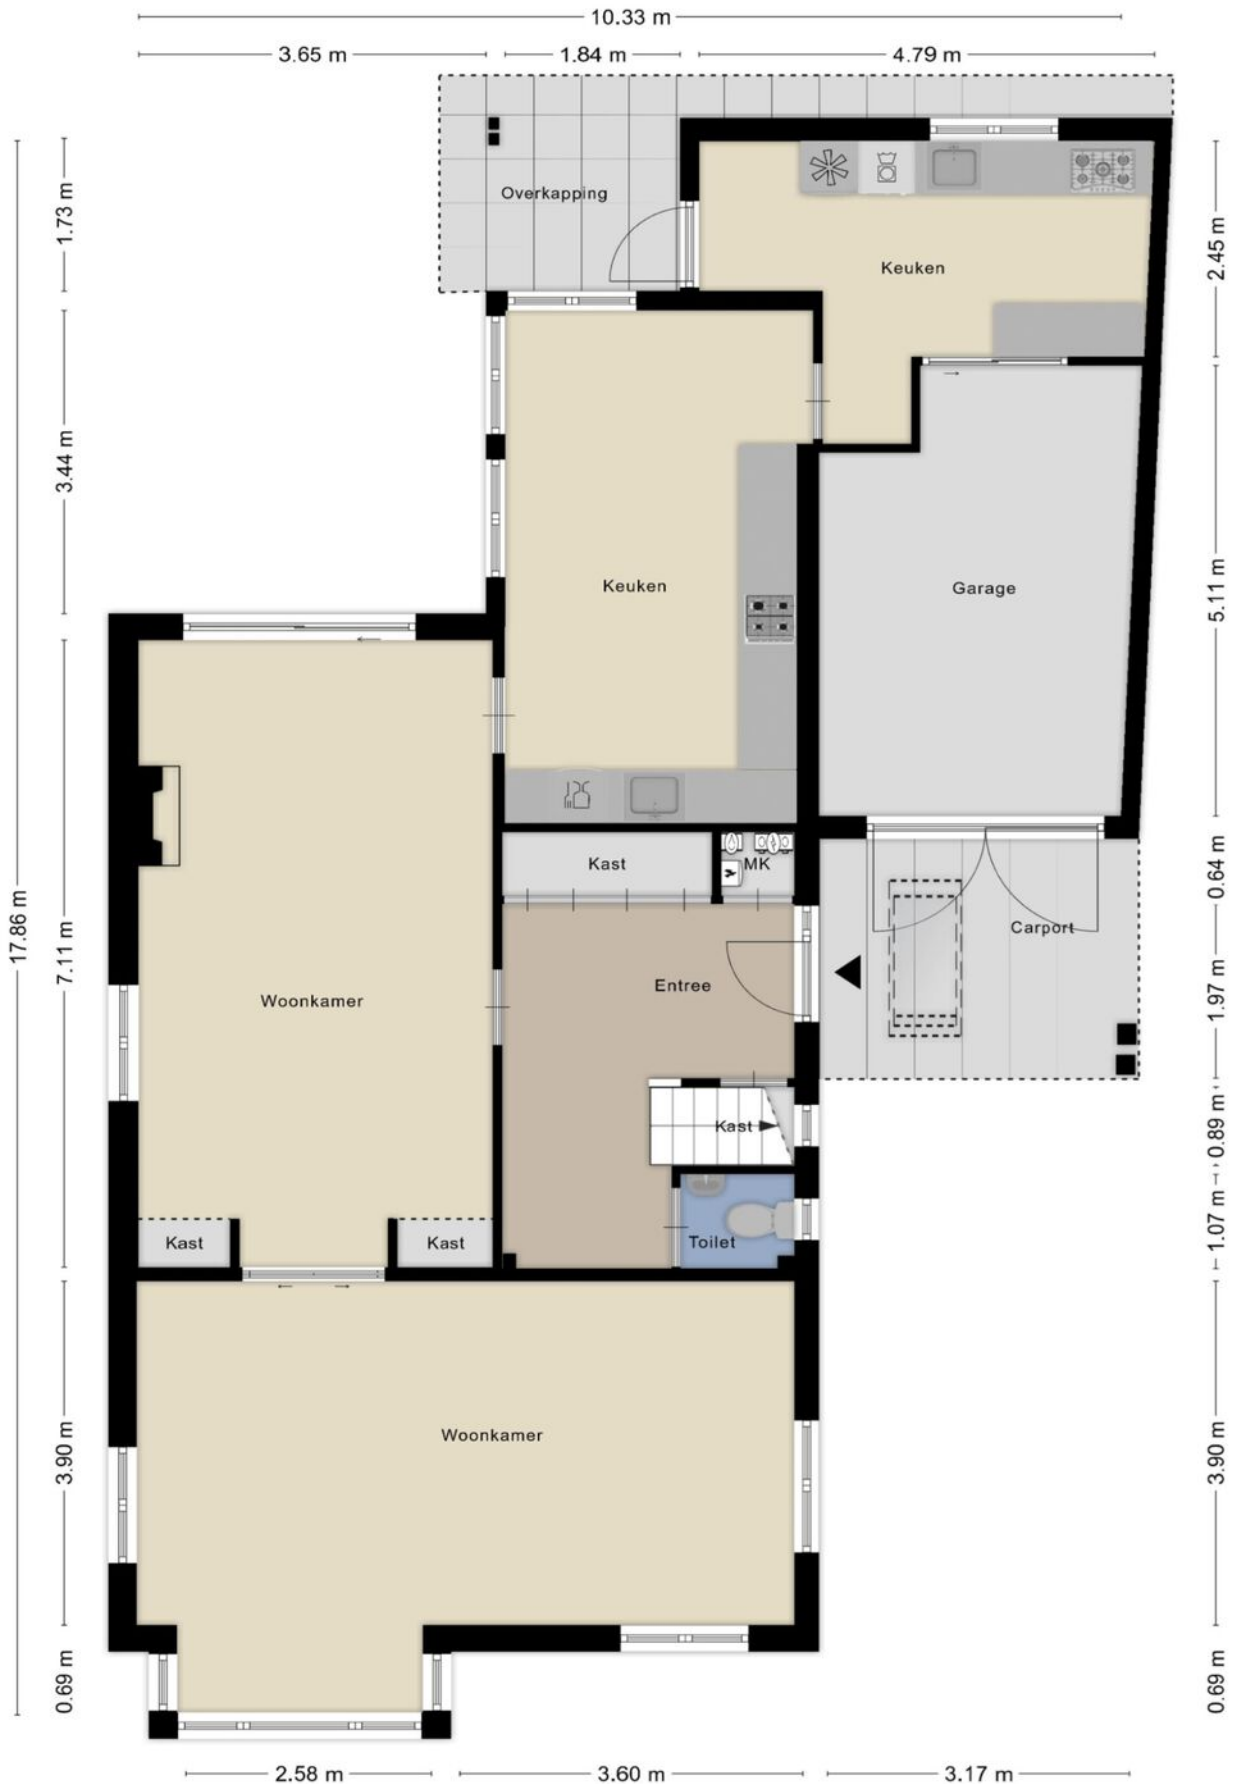 10.33 m
3.65 m
1.84 m
4.79 m
1.73 m
Overkapping
2.45 m
Keuken
3.44 m
Keuken
Garage
5.11 m
17.86 m
7.11 m
Kast
MK
0.64 m
Carport
Entree
Woonkamer
1.97 m
Kast
0.89 m
Kast
Kast
Toilet
1.07 m
3.90 m
Woonkamer
3.90 m
0.69 m
0.69 m
2.58 m
3.60 m
3.17 m